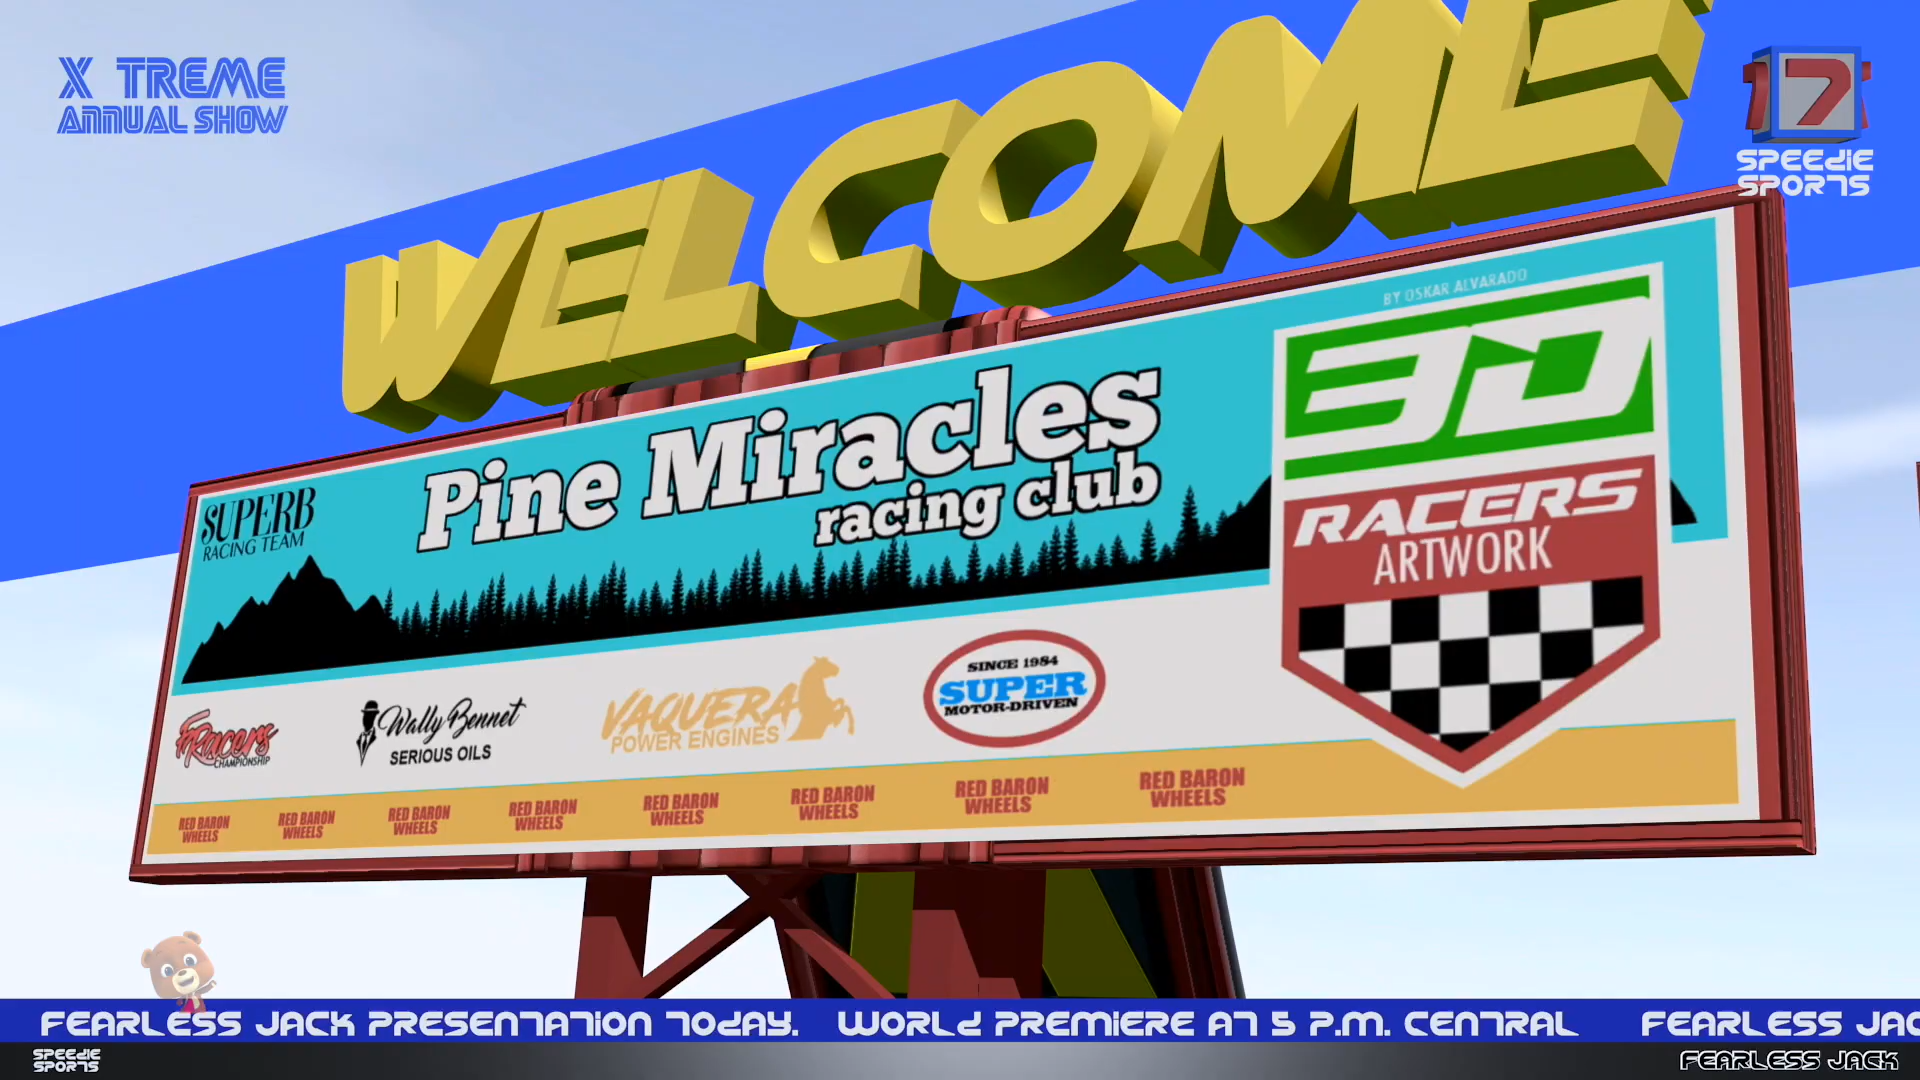 X TREME
ANNUAL SHOW
17
SPEEDIE
SPORTS
WELCOME
BY OSKAR ALVARADO
3D
RACERS
ARTWORK
SUPERB
RACING TEAM
Pine Miracles
racing club
Racers
CHAMPIONSHIP
Wally Bennet
SERIOUS OILS
VAQUERA
POWER ENGINES
SINCE 1984
SUPER
MOTOR-DRIVEN
RED BARON
WHEELS
RED BARON
WHEELS
RED BARON
WHEELS
RED BARON
WHEELS
RED BARON
WHEELS
RED BARON
WHEELS
RED BARON
WHEELS
RED BARON
WHEELS
FEARLESS JACK PRESENTATION TODAY. WORLD PREMIERE AT 5 P.M. CENTRAL FEARLESS JAC
SPEEDIE
SPORTS
FEARLESS JACK